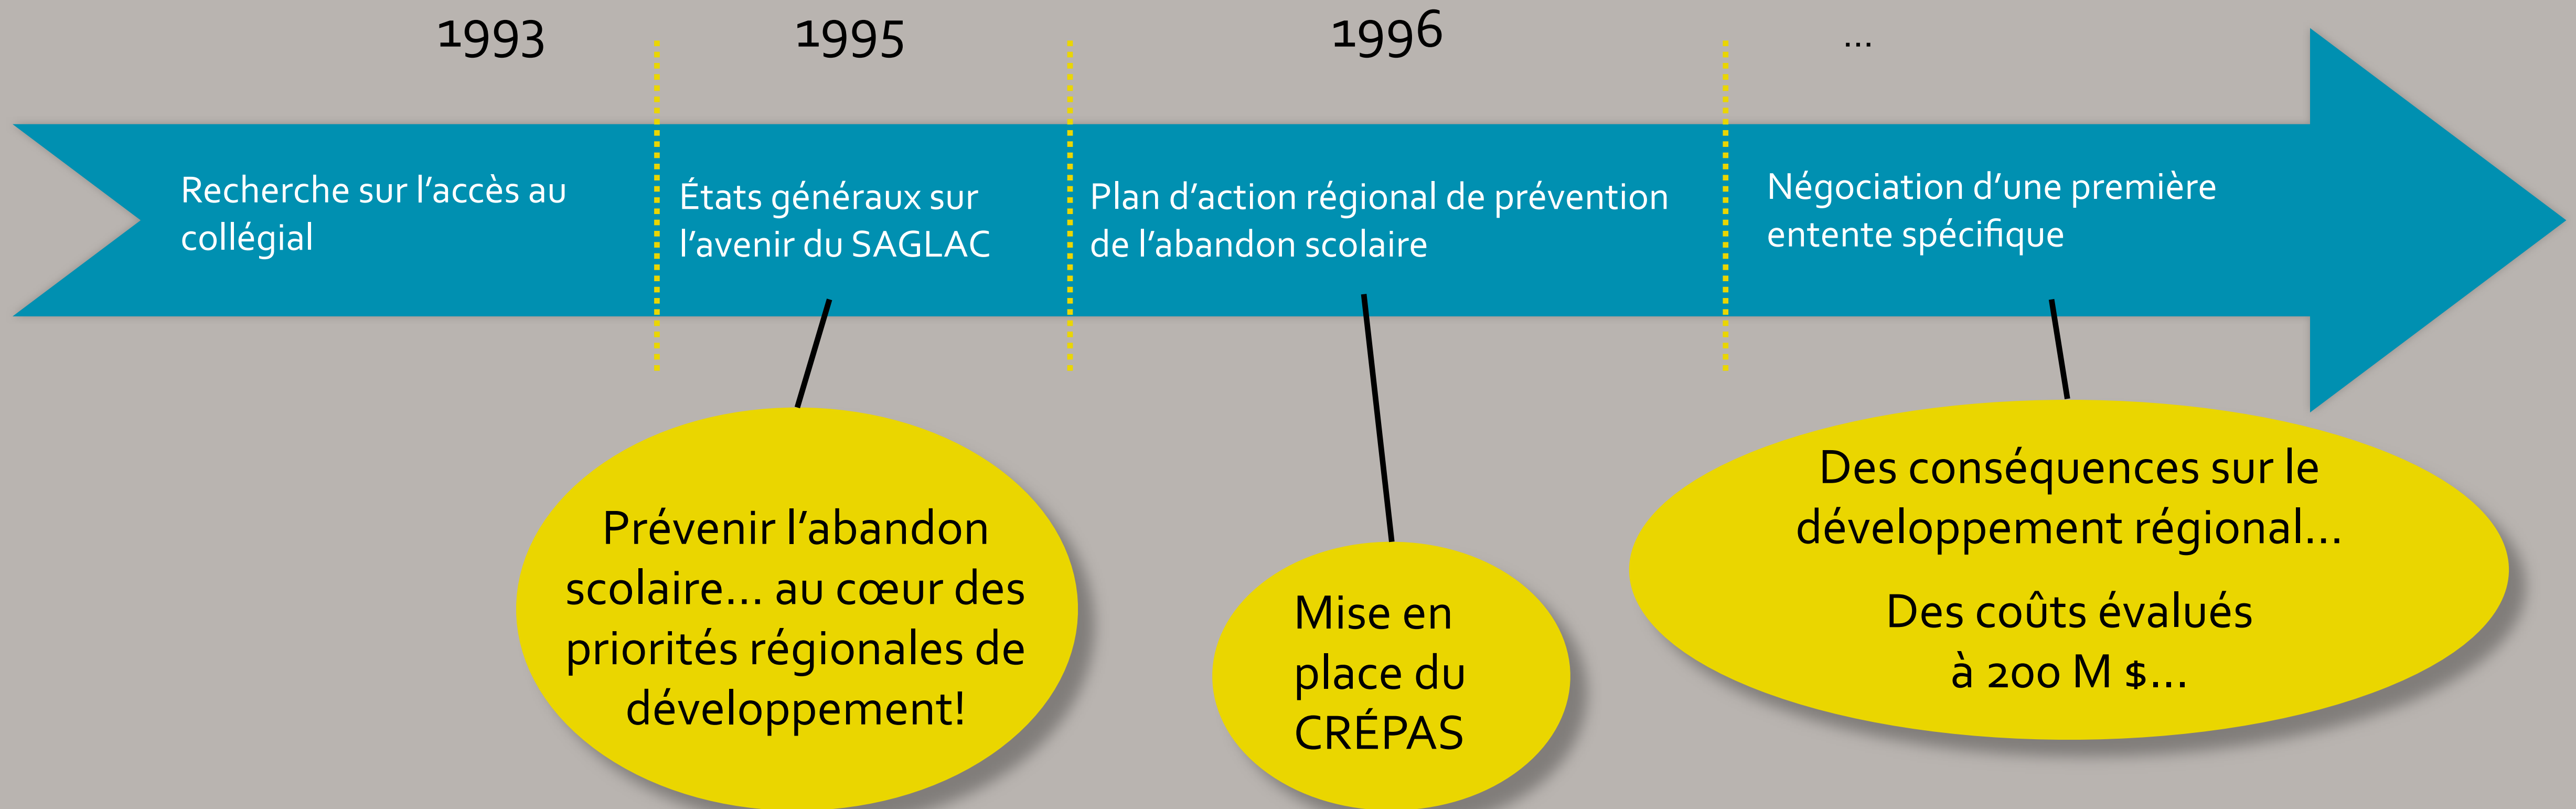 1993
1995
1996
...
Recherche sur l'accès au
collégial
États généraux sur
l'avenir du SAGLAC
Plan d'action régional de prévention
de l'abandon scolaire
Négociation d'une première
entente spécifique
Prévenir l'abandon
scolaire... au cœur des
priorités régionales de
développement!
Mise en
place du
CRÉPAS
Des conséquences sur le
développement régional...
Des coûts évalués
à 200 M $...